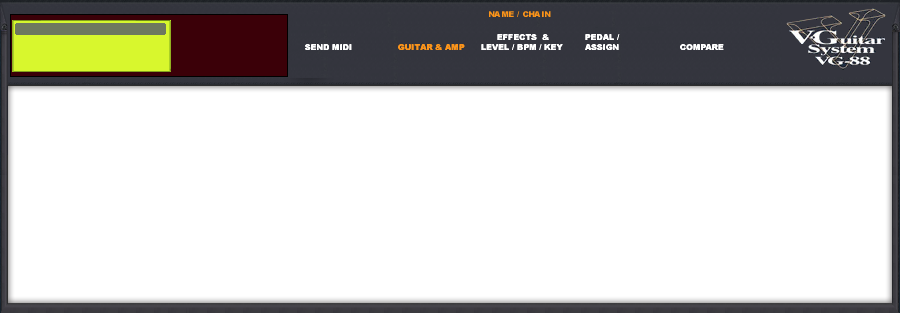 NAME / CHAIN
SEND MIDI
GUITAR & AMP
EFFECTS &
LEVEL / BPM / KEY
PEDAL /
ASSIGN
COMPARE
V-Guitar
System
VG-88